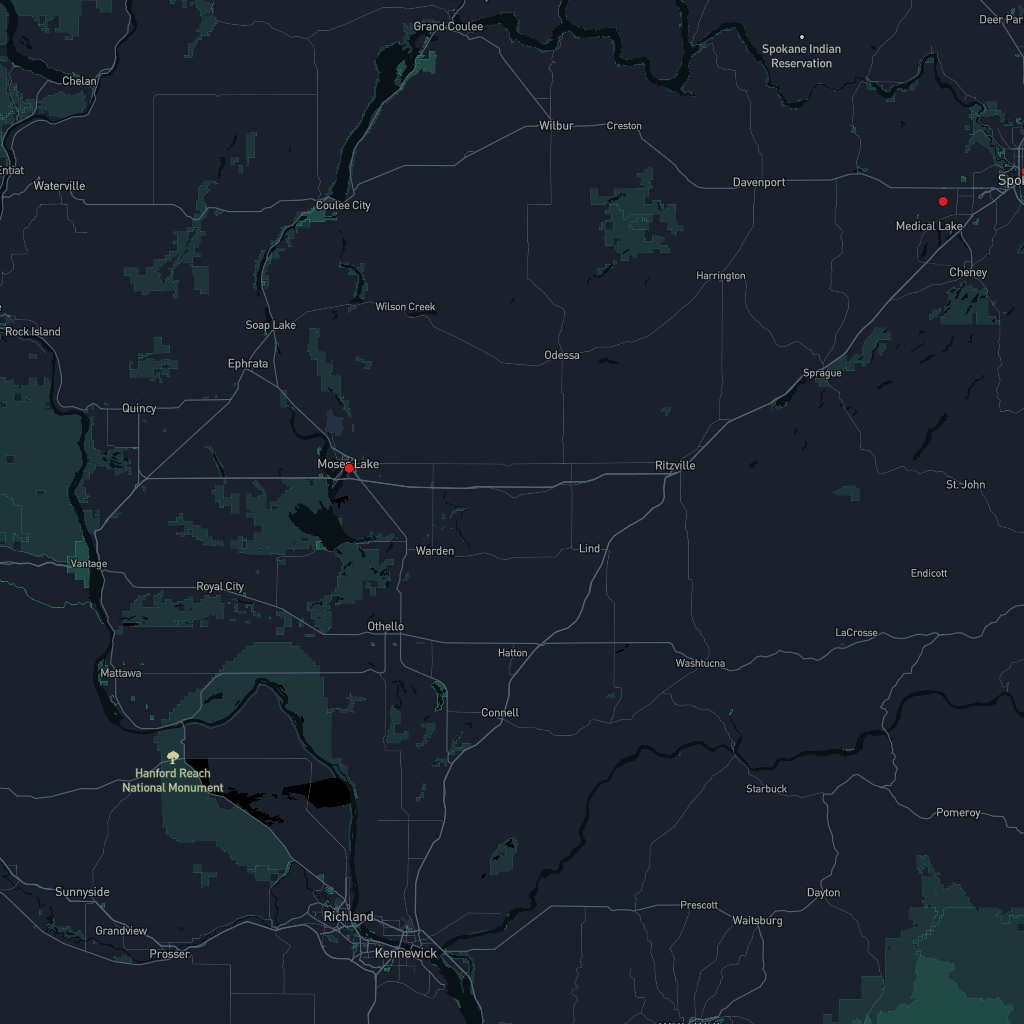 Grand Coulee
Deer Par
Spokane Indian
Reservation
Chelan
Wilbur
Creston
Entiat
Waterville
Davenport
Spok
Coulee City
Medical Lake
Harrington
Cheney
Wilson Creek
Rock Island
Soap Lake
Odessa
Ephrata
Sprague
Quincy
Moses Lake
Ritzville
St. John
Warden
Lind
Vantage
Endicott
Royal City
Othello
LaCrosse
Hatton
Washtucna
Mattawa
Connell
Hanford Reach
National Monument
Starbuck
Pomeroy
Sunnyside
Dayton
Prescott
Richland
Waitsburg
Grandview
Prosser
Kennewick